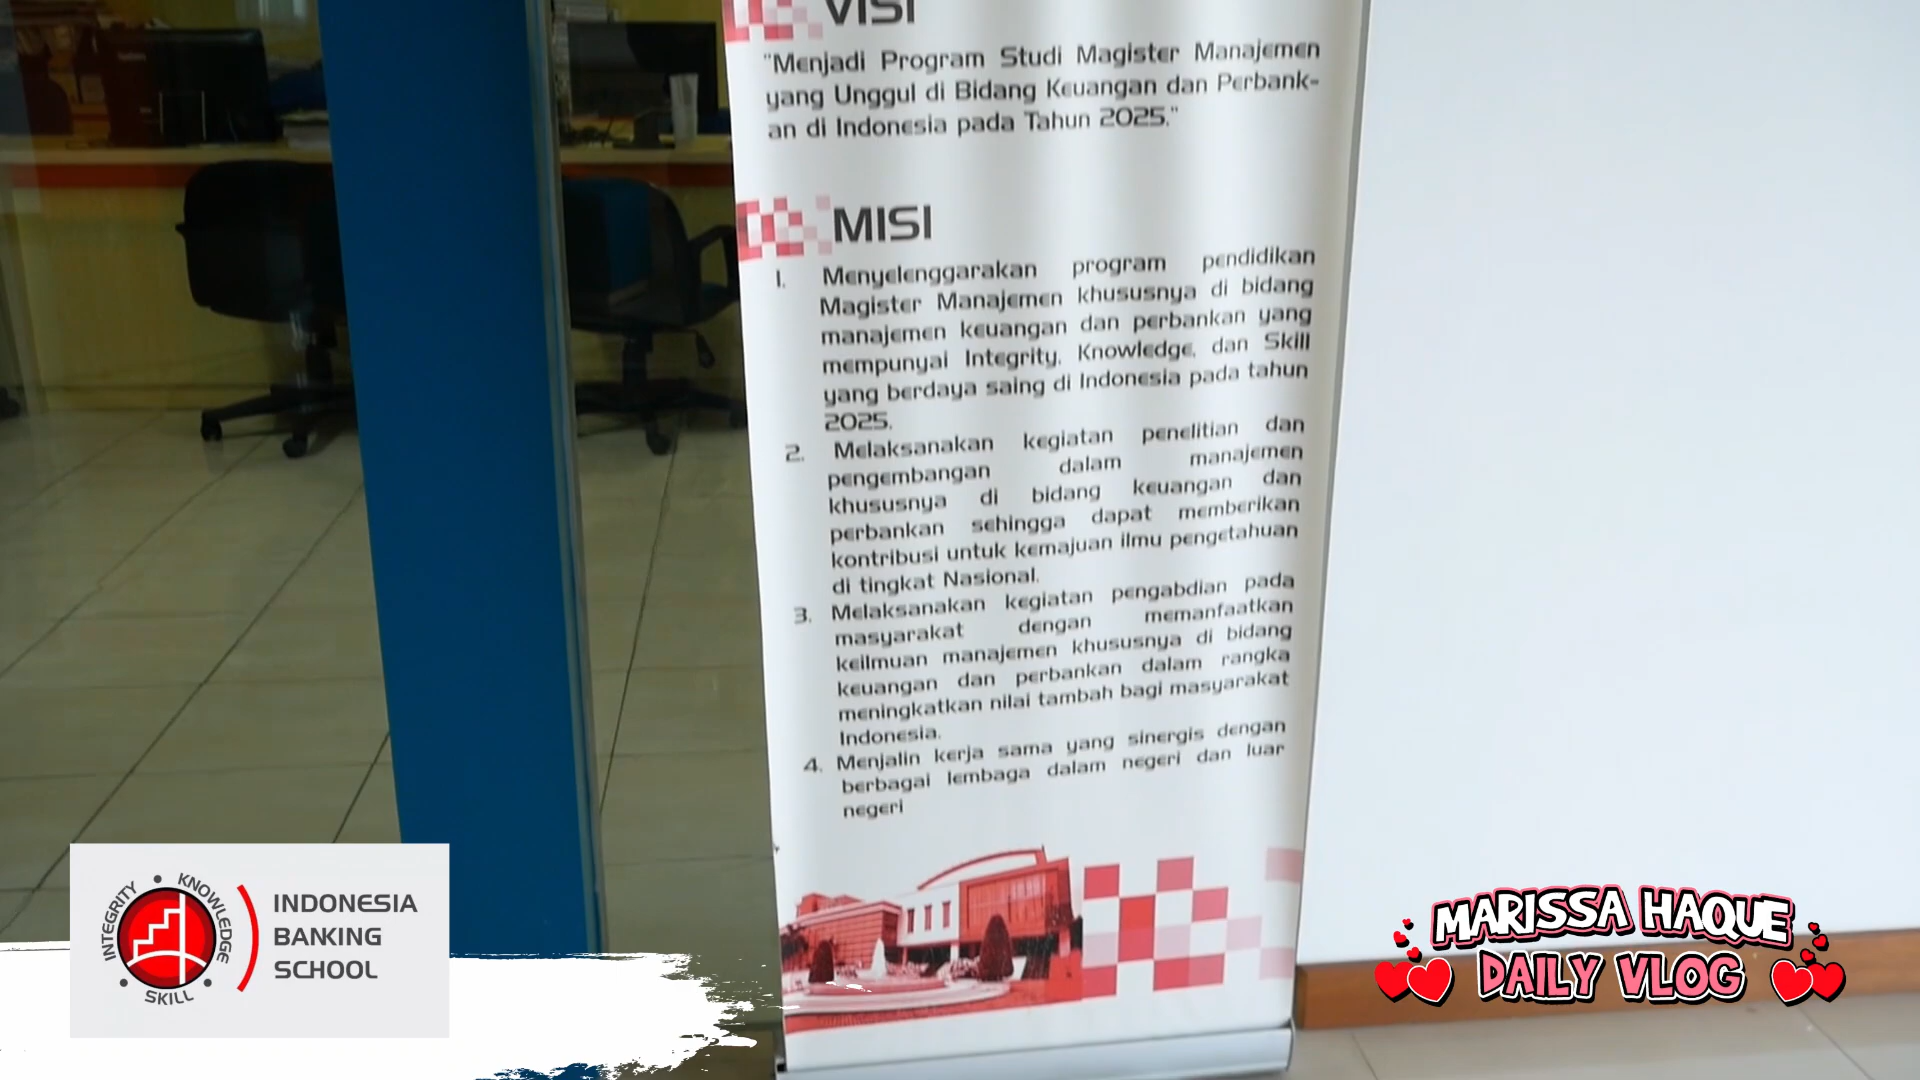 VISI
"Menjadi Program Studi Magister Manajemen
yang Unggul di Bidang Keuangan dan Perbank-
an di Indonesia pada Tahun 2025."
MISI
1. Menyelenggarakan program pendidikan
Magister Manajemen khususnya di bidang
manajemen keuangan dan perbankan yang
mempunyai Integrity, Knowledge, dan Skill
yang berdaya saing di Indonesia pada tahun
2025.
2. Melaksanakan kegiatan penelitian dan
pengembangan dalam manajemen
khususnya di bidang keuangan dan
perbankan sehingga dapat memberikan
kontribusi untuk kemajuan ilmu pengetahuan
di tingkat Nasional.
3. Melaksanakan kegiatan pengabdian pada
masyarakat dengan memanfaatkan
keilmuan manajemen khususnya di bidang
keuangan dan perbankan dalam rangka
meningkatkan nilai tambah bagi masyarakat
Indonesia.
4. Menjalin kerja sama yang sinergis dengan
berbagai lembaga dalam negeri dan luar
negeri
INTEGRITY • KNOWLEDGE • SKILL •
INDONESIA
BANKING
SCHOOL
MARISSA HAQUE
DAILY VLOG